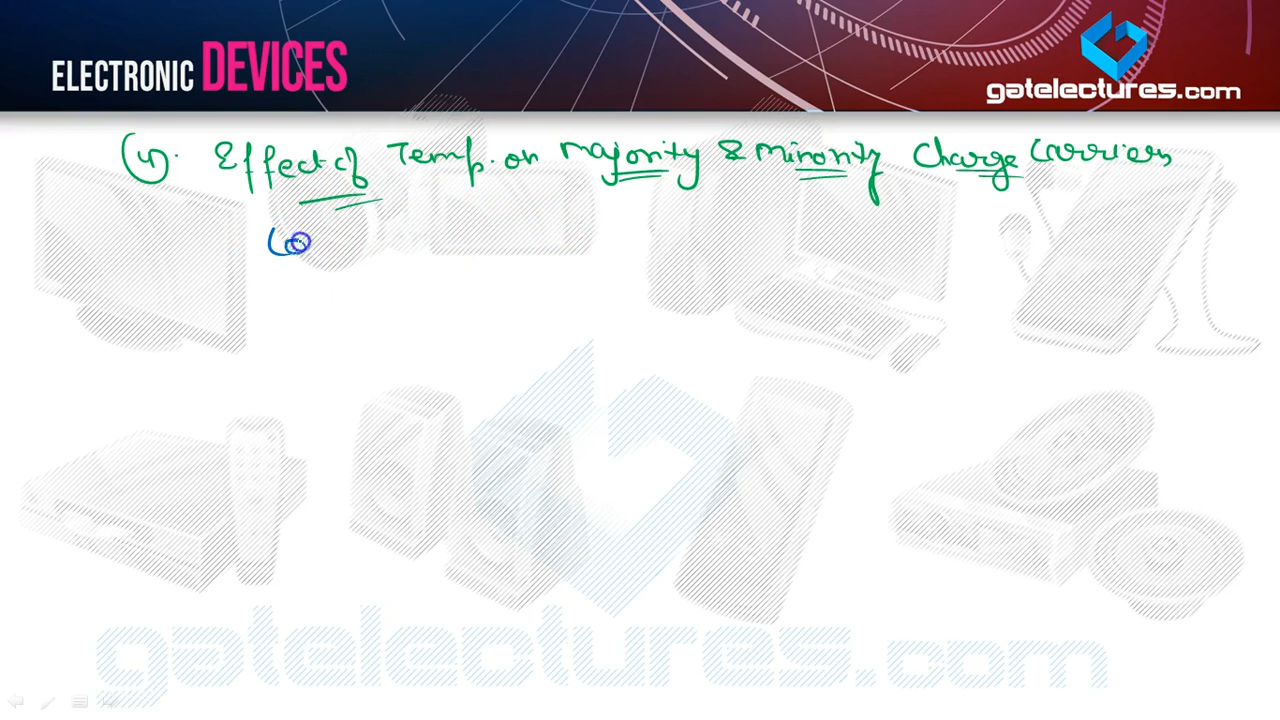 ELECTRONIC DEVICES
gatelectures.com
(4). Effect of Temp. on majority & minority Charge Carriers
gatelectures.com